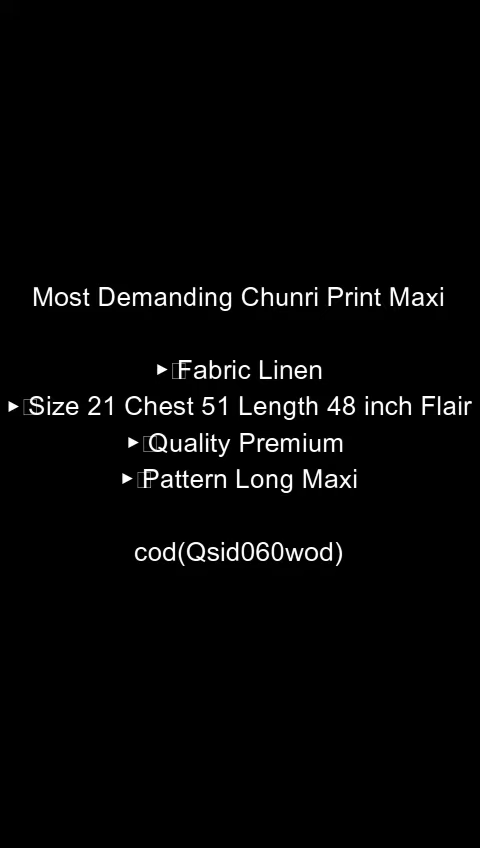 Most Demanding Chunri Print Maxi
▶Fabric Linen
▶Size 21 Chest 51 Length 48 inch Flair
▶Quality Premium
▶Pattern Long Maxi
cod(Qsid060wod)